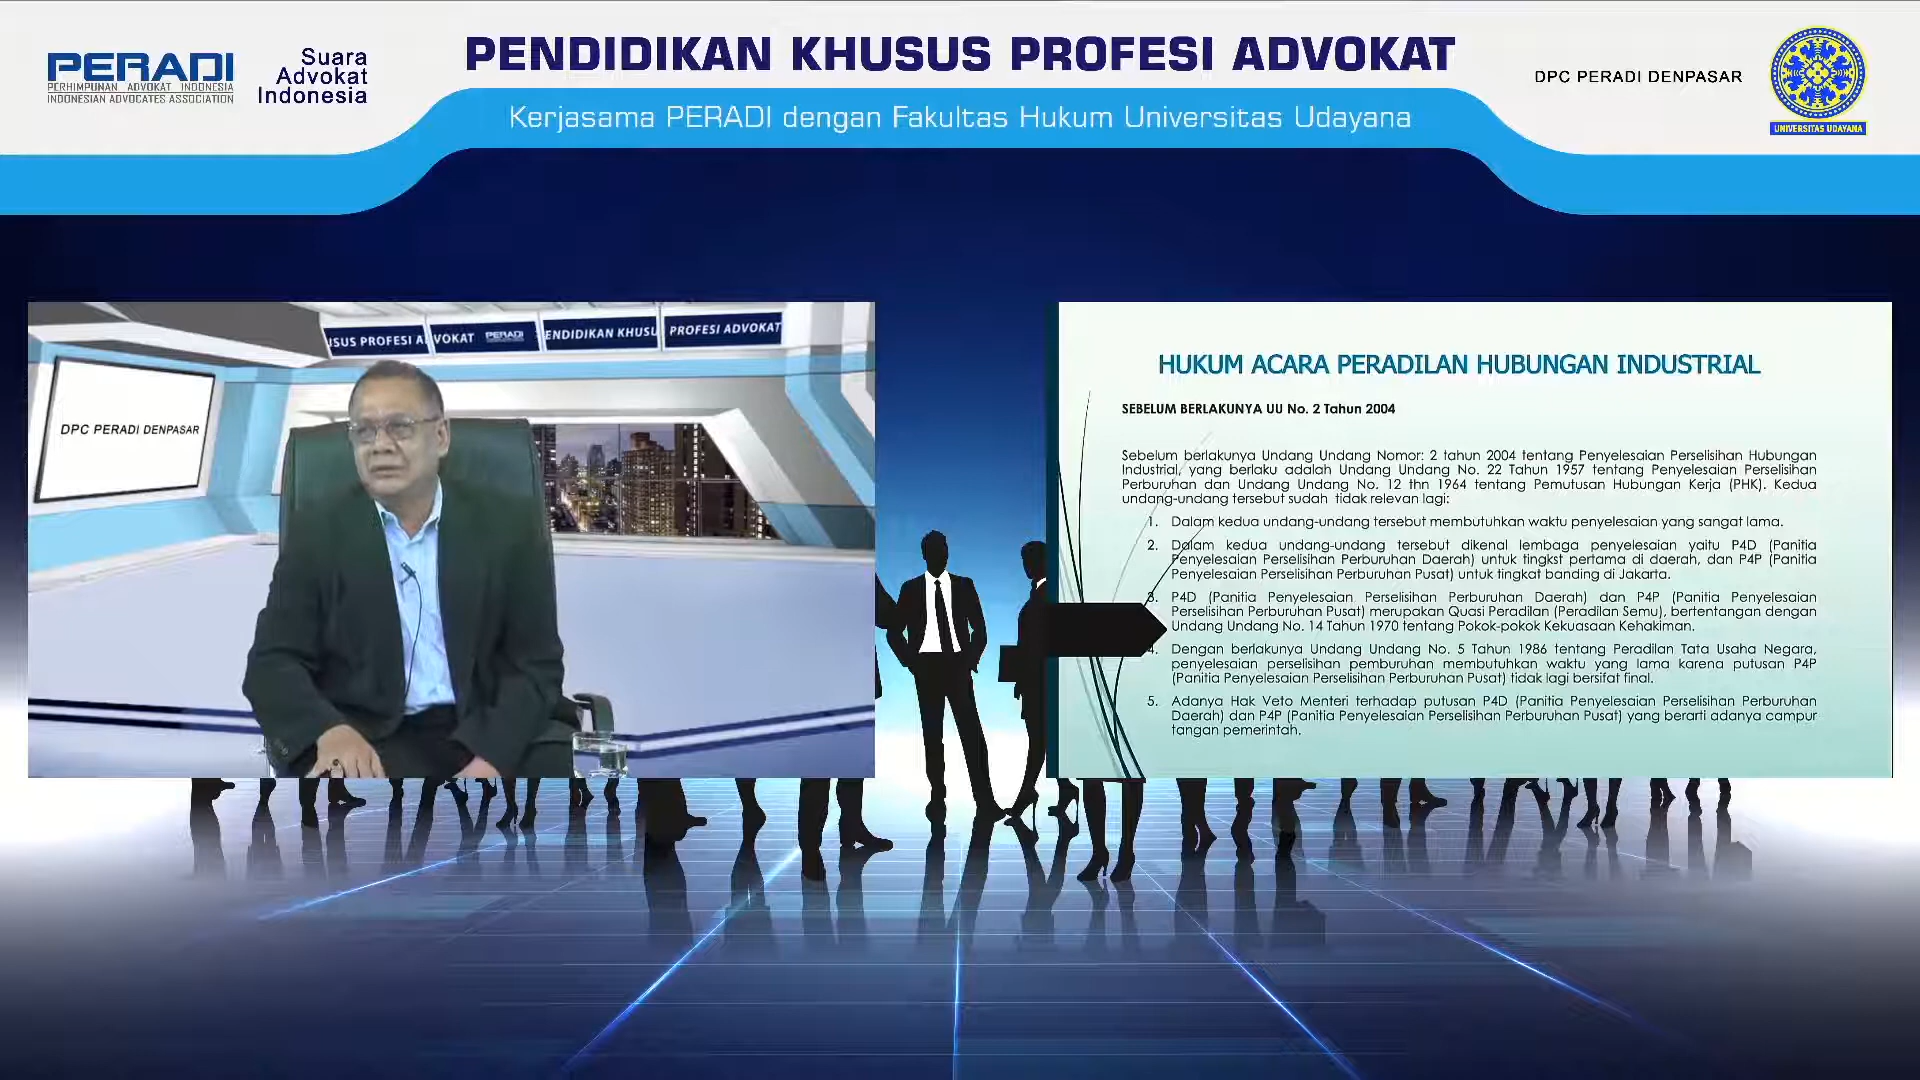 PERADI
PERHIMPUNAN ADVOKAT INDONESIA
INDONESIAN ADVOCATES ASSOCIATION
Suara
Advokat
Indonesia
PENDIDIKAN KHUSUS PROFESI ADVOKAT
Kerjasama PERADI dengan Fakultas Hukum Universitas Udayana
DPC PERADI DENPASAR
UNIVERSITAS UDAYANA
USUS PROFESI ADVOKAT PERADI ENDIDIKAN KHUSU PROFESI ADVOKAT
DPC PERADI DENPASAR
HUKUM ACARA PERADILAN HUBUNGAN INDUSTRIAL
SEBELUM BERLAKUNYA UU No. 2 Tahun 2004
Sebelum berlakunya Undang Undang Nomor: 2 tahun 2004 tentang Penyelesaian Perselisihan Hubungan
Industrial, yang berlaku adalah Undang Undang No. 22 Tahun 1957 tentang Penyelesaian Perselisihan
Perburuhan dan Undang Undang No. 12 thn 1964 tentang Pemutusan Hubungan Kerja (PHK). Kedua
undang-undang tersebut sudah tidak relevan lagi:
1. Dalam kedua undang-undang tersebut membutuhkan waktu penyelesaian yang sangat lama.
2. Dalam kedua undang-undang tersebut dikenal lembaga penyelesaian yaitu P4D (Panitia
Penyelesaian Perselisihan Perburuhan Daerah) untuk tingkst pertama di daerah, dan P4P (Panitia
Penyelesaian Perselisihan Perburuhan Pusat) untuk tingkat banding di Jakarta.
3. P4D (Panitia Penyelesaian Perselisihan Perburuhan Daerah) dan P4P (Panitia Penyelesaian
Perselisihan Perburuhan Pusat) merupakan Quasi Peradilan (Peradilan Semu), bertentangan dengan
Undang Undang No. 14 Tahun 1970 tentang Pokok-pokok Kekuasaan Kehakiman.
4. Dengan berlakunya Undang Undang No. 5 Tahun 1986 tentang Peradilan Tata Usaha Negara,
penyelesaian perselisihan pemburuhan membutuhkan waktu yang lama karena putusan P4P
(Panitia Penyelesaian Perselisihan Perburuhan Pusat) tidak lagi bersifat final.
5. Adanya Hak Veto Menteri terhadap putusan P4D (Panitia Penyelesaian Perselisihan Perburuhan
Daerah) dan P4P (Panitia Penyelesaian Perselisihan Perburuhan Pusat) yang berarti adanya campur
tangan pemerintah.